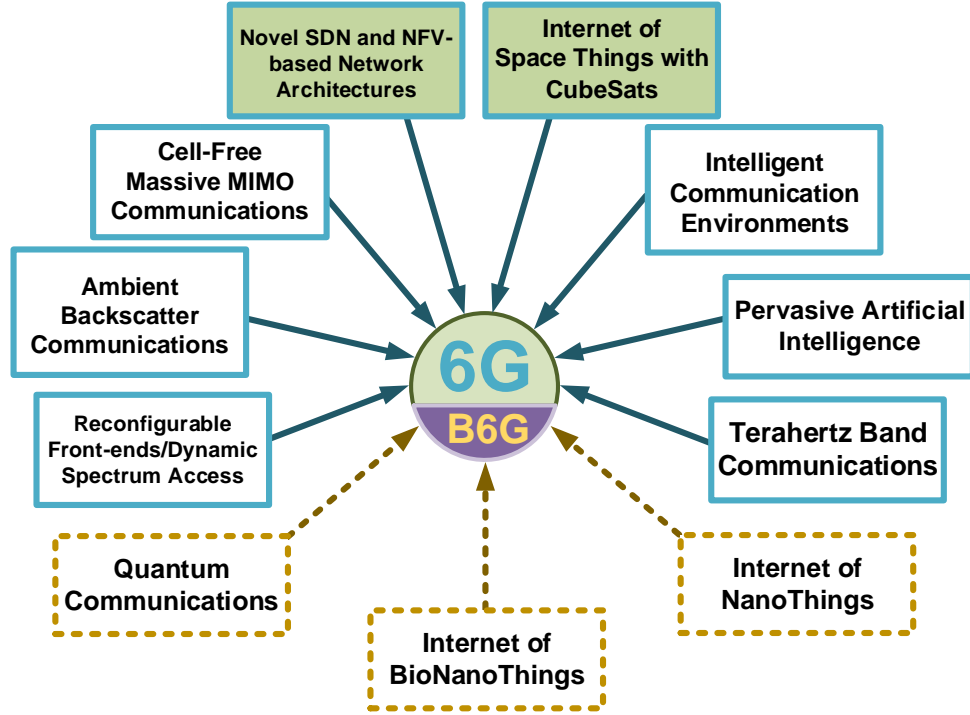 Novel SDN and NFV-
based Network
Architectures
Internet of
Space Things with
CubeSats
Cell-Free
Massive MIMO
Communications
Intelligent
Communication
Environments
Ambient
Backscatter
Communications
Pervasive Artificial
Intelligence
6G
B6G
Reconfigurable
Front-ends/Dynamic
Spectrum Access
Terahertz Band
Communications
Quantum
Communications
Internet of
BioNanoThings
Internet of
NanoThings